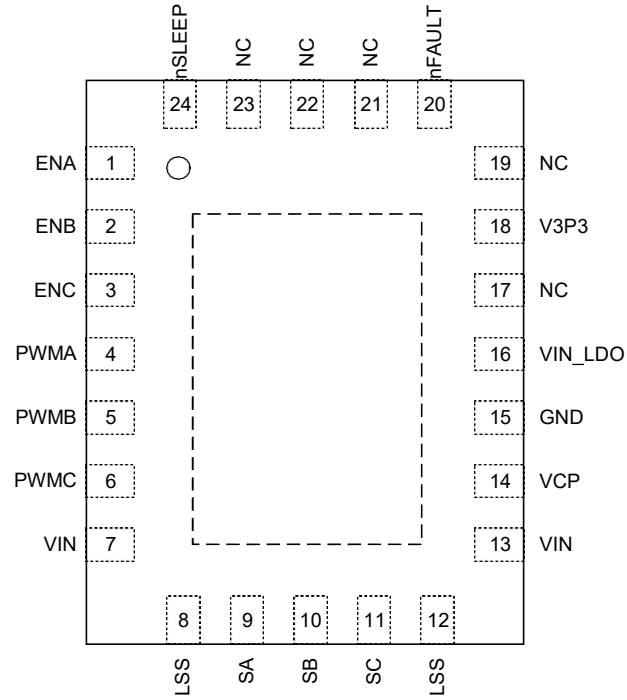 nSLEEP NC NC NC nFAULT
24 23 22 21 20
ENA 1 19 NC
ENB 2 18 V3P3
ENC 3 17 NC
PWMA 4 16 VIN_LDO
PWMB 5 15 GND
PWMC 6 14 VCP
VIN 7 13 VIN
8 9 10 11 12
LSS SA SB SC LSS